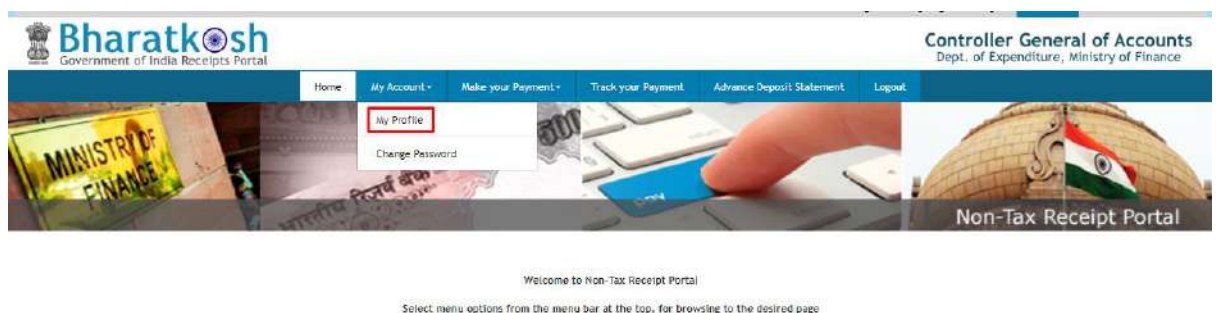 Bharatkosh
Government of India Receipts Portal
Controller General of Accounts
Dept. of Expenditure, Ministry of Finance
Home My Account Make your Payment Track your Payment Advance Deposit Statement Logout
My Profile
Change Password
MINISTRY OF
FINANCE
500
भारतीय रिज़र्व बैंक
Non-Tax Receipt Portal
Welcome to Non-Tax Receipt Portal
Select menu options from the menu bar at the top, for browsing to the desired page